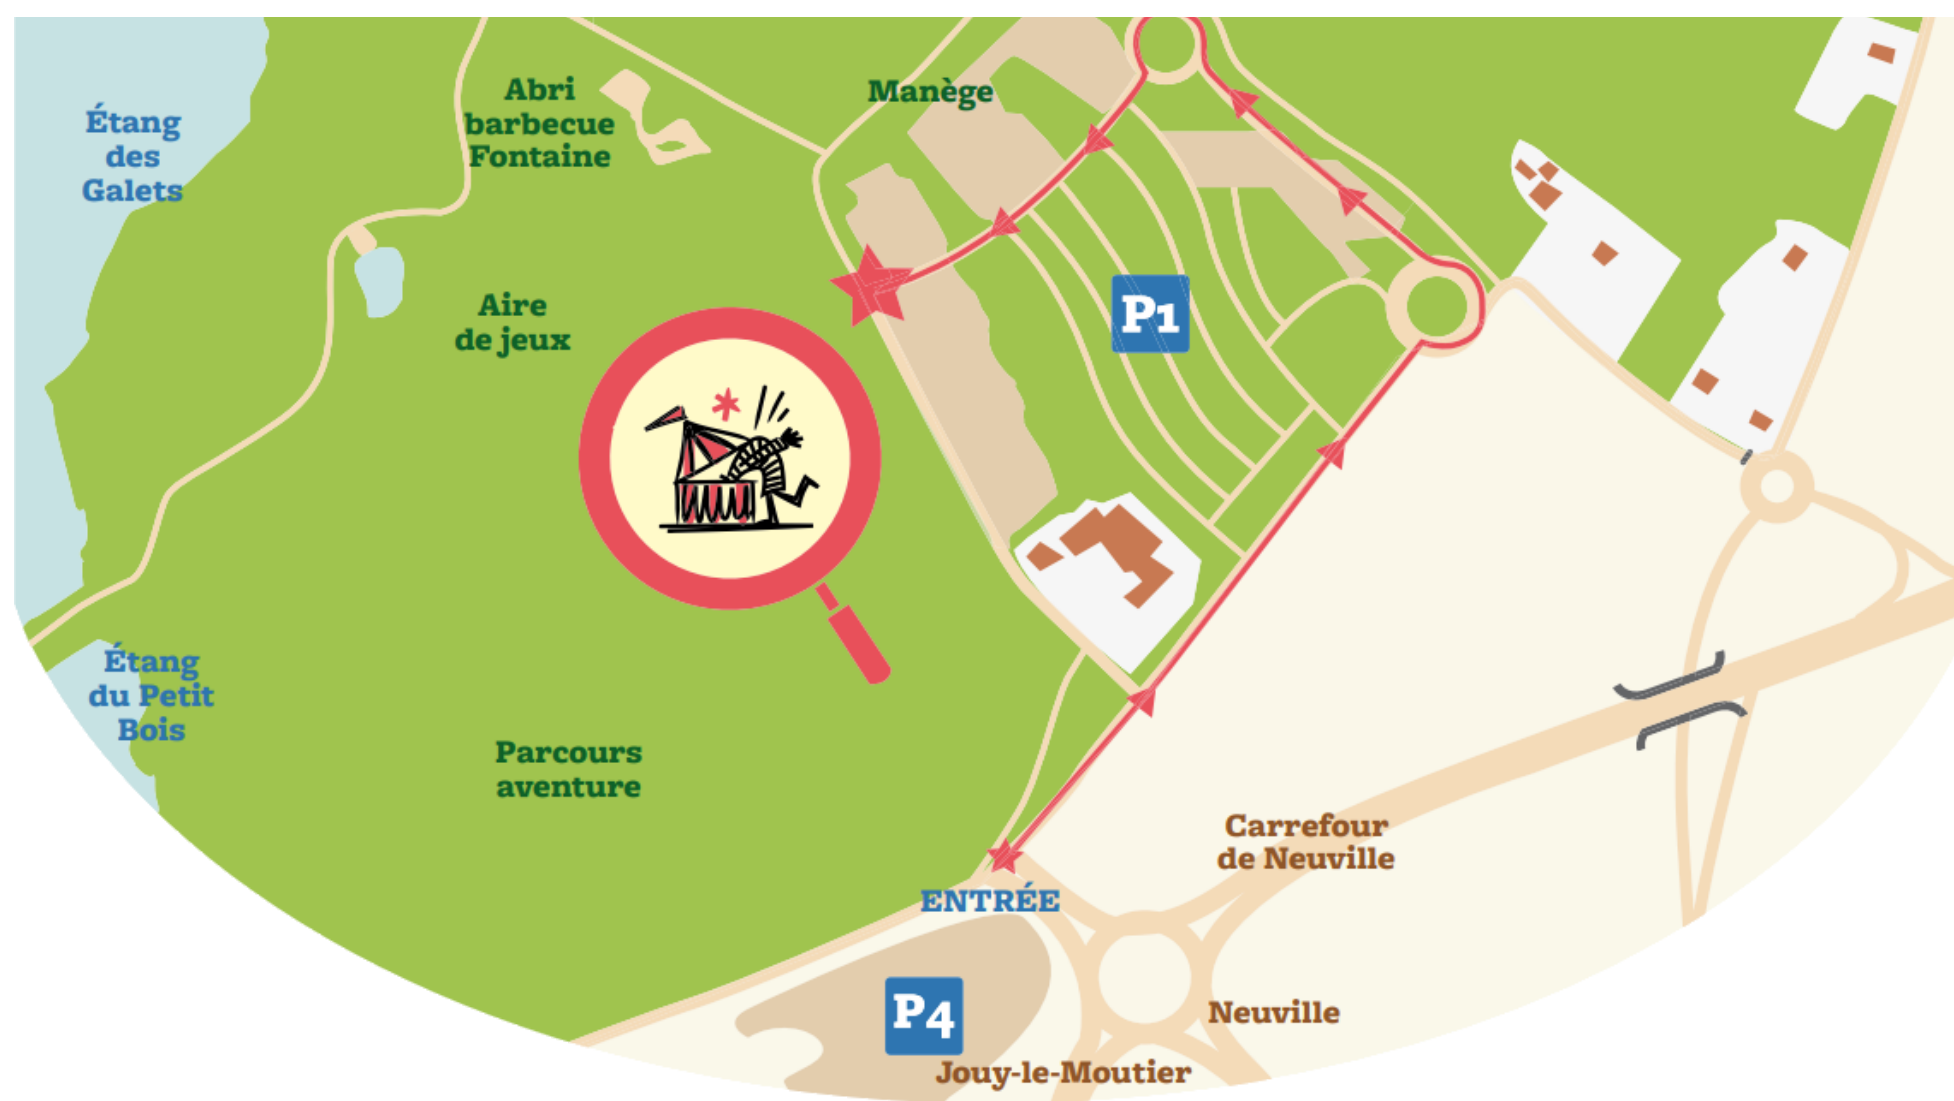 Étang
des
Galets
Abri
barbecue
Fontaine
Manège
Aire
de jeux
P1
Étang
du Petit
Bois
Parcours
aventure
Carrefour
de Neuville
ENTRÉE
P4
Neuville
Jouy-le-Moutier